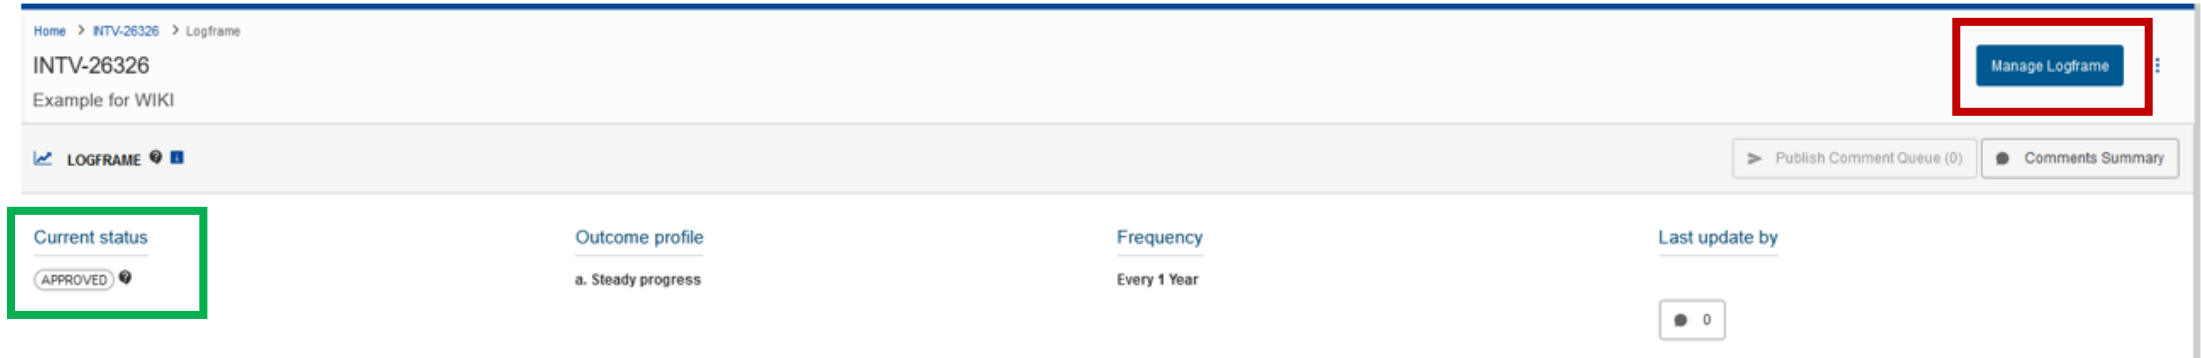 Home > INTV-26326 > Logframe
INTV-26326
Manage Logframe
Example for WIKI
LOGFRAME
Publish Comment Queue (0)
Comments Summary
Current status
Outcome profile
Frequency
Last update by
APPROVED
a. Steady progress
Every 1 Year
0